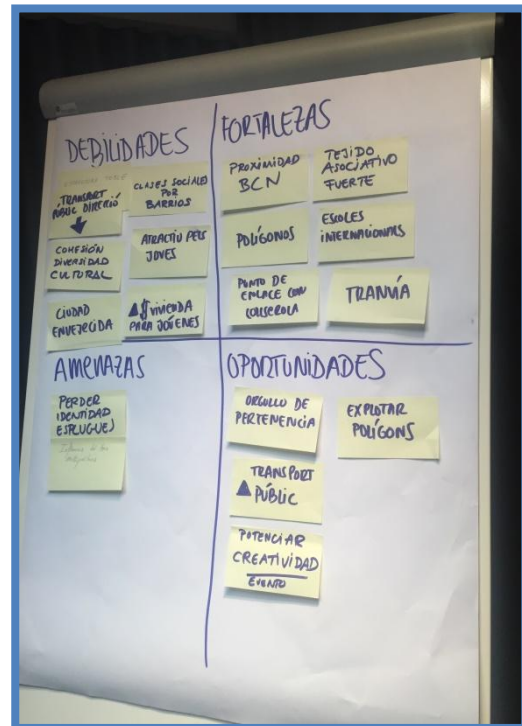 DEBILIDADES
TRANSPORT
PÚBLIC DIRECCIÓ
CLASES SOCIALES
POR
BARRIOS
COHESIÓN
DIVERSIDAD
CULTURAL
ATRACTIU PELS
JOVES
CIUDAD
ENVEJECIDA
▲$ VIVIENDA
PARA JÓVENES
FORTALEZAS
PROXIMIDAD
BCN
TEJIDO
ASOCIATIVO
FUERTE
POLÍGONOS
ESCOLES
INTERNACIONALS
PUNTO DE
ENLACE CON
COLLSEROLA
TRANVÍA
AMENAZAS
PERDER
IDENTIDAD
ESPLUGUES
OPORTUNIDADES
ORGULLO DE
PERTENENCIA
EXPLOTAR
POLÍGONS
TRANSPORT
▲ PÚBLIC
POTENCIAR
CREATIVIDAD
EVENTO